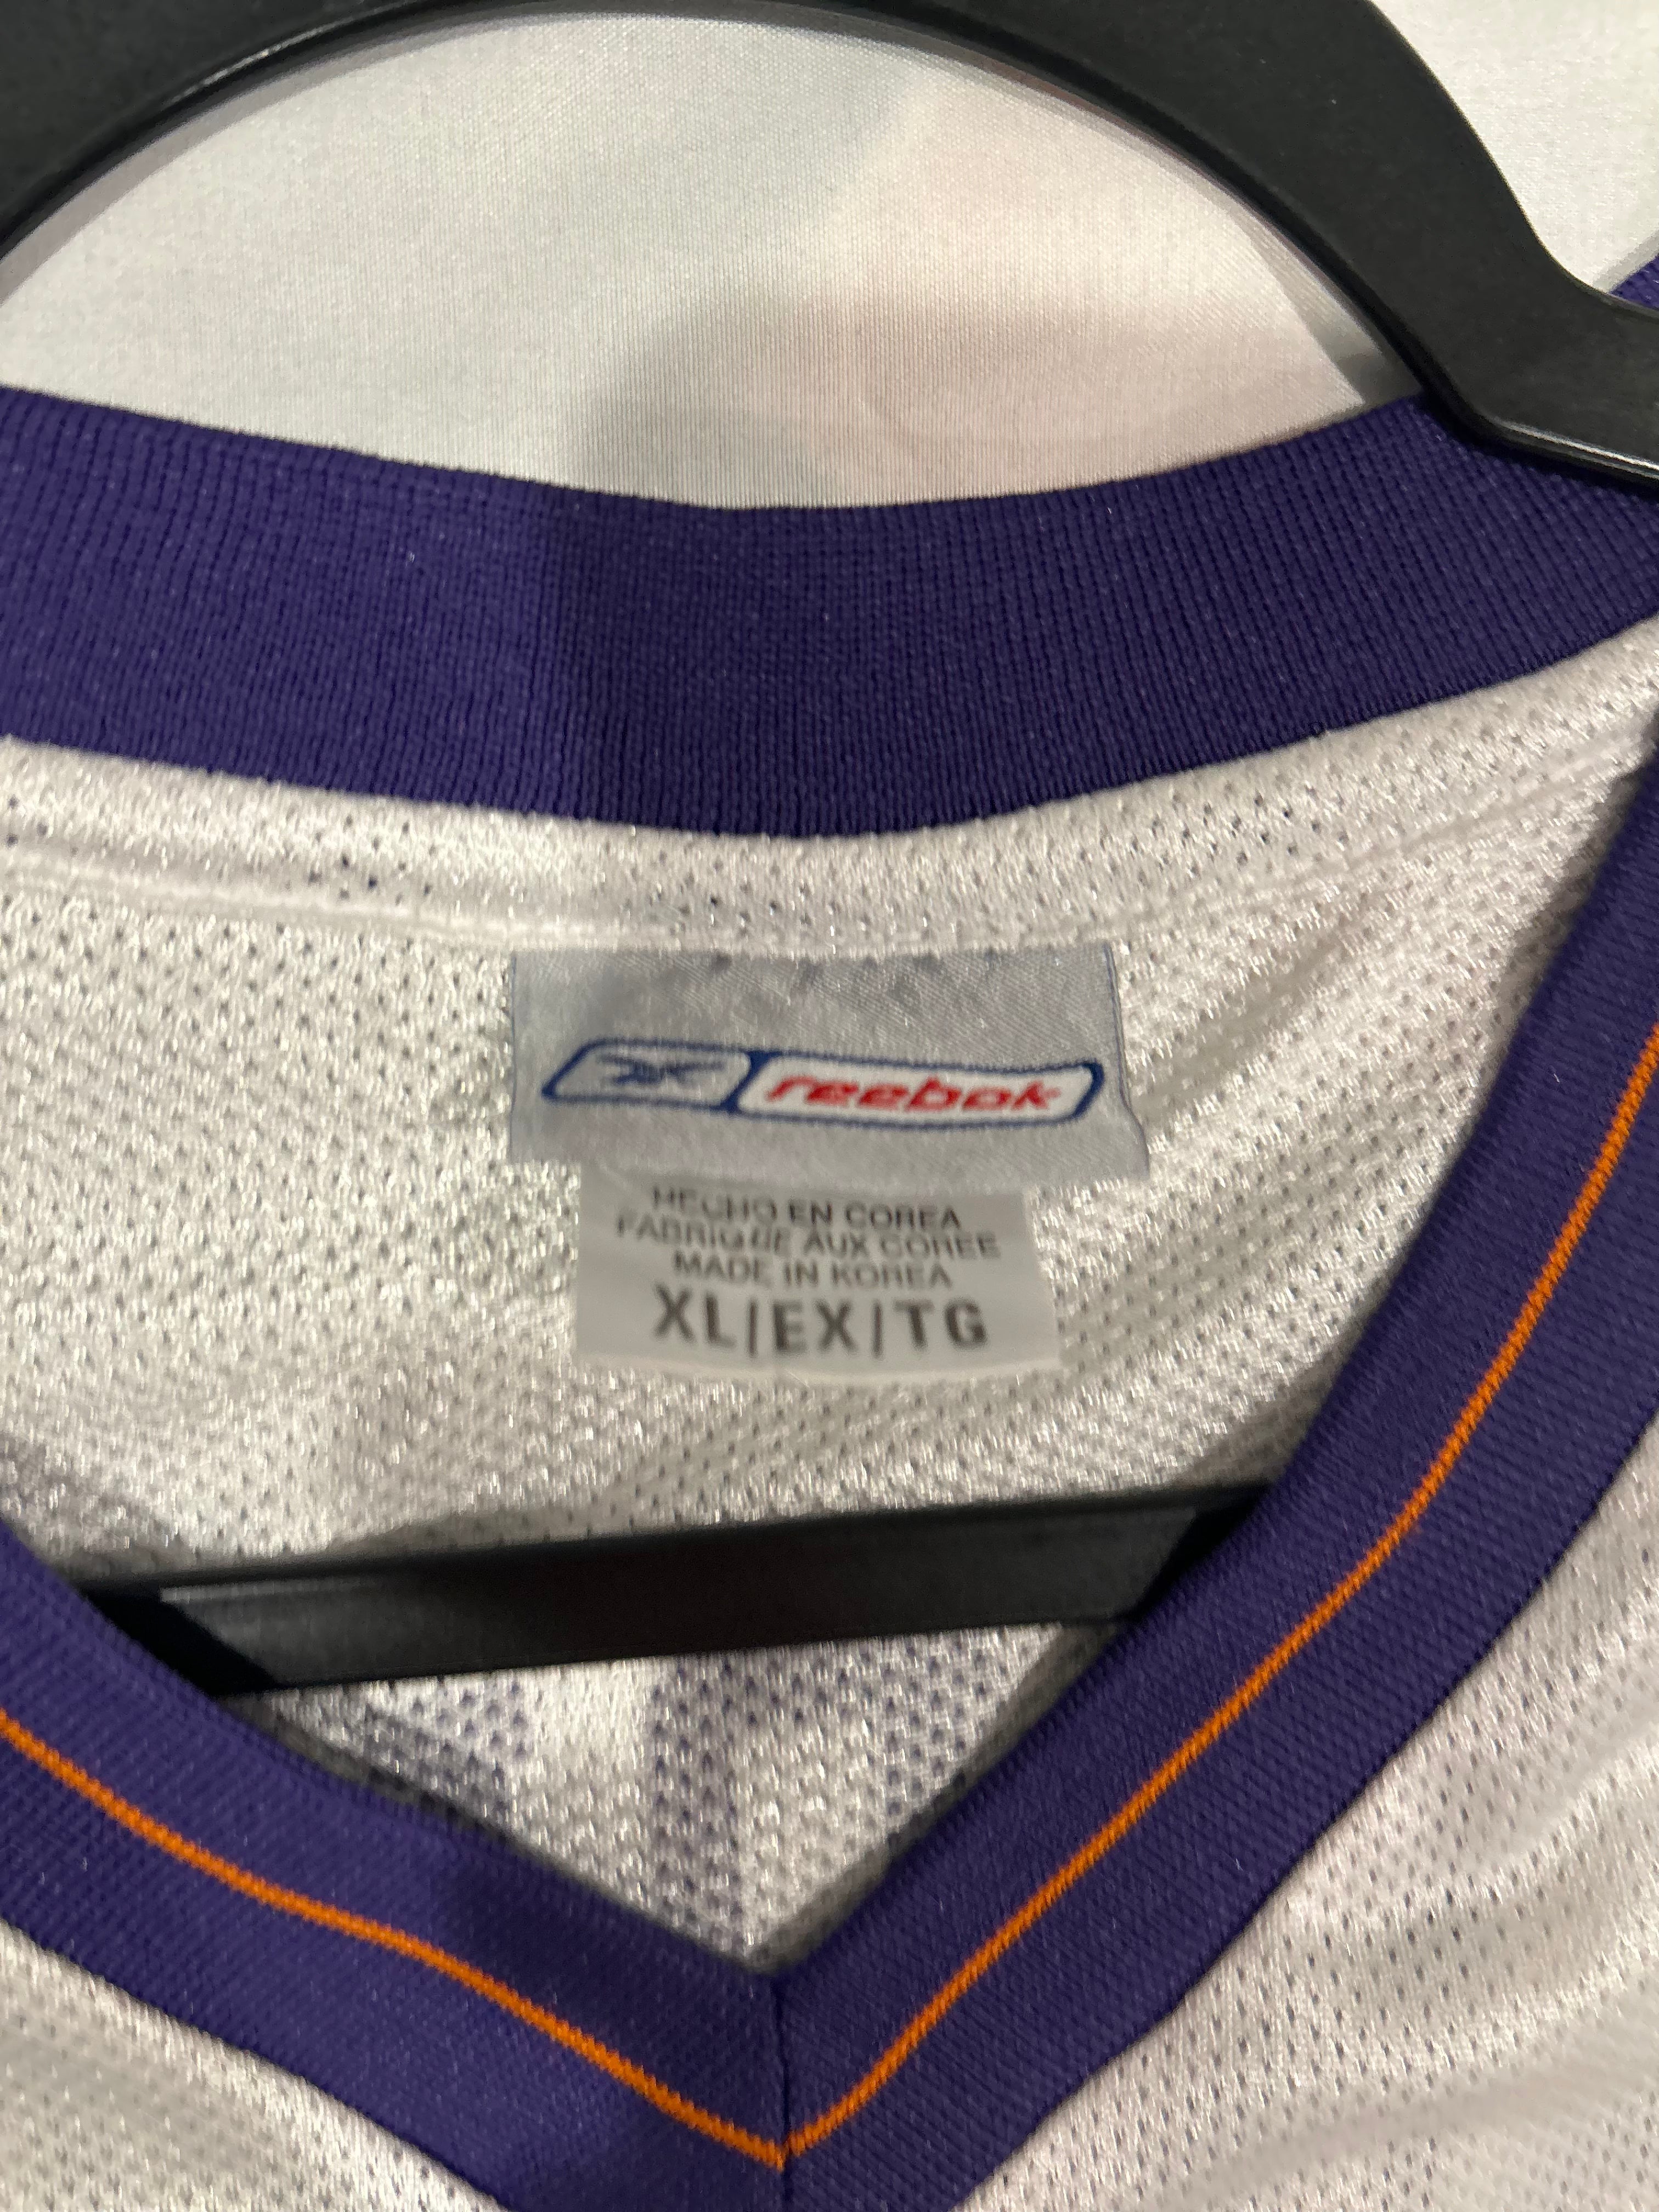 reebok
HECHO EN COREA
FABRIQUE AUX COREE
MADE IN KOREA
XL|EX|TG